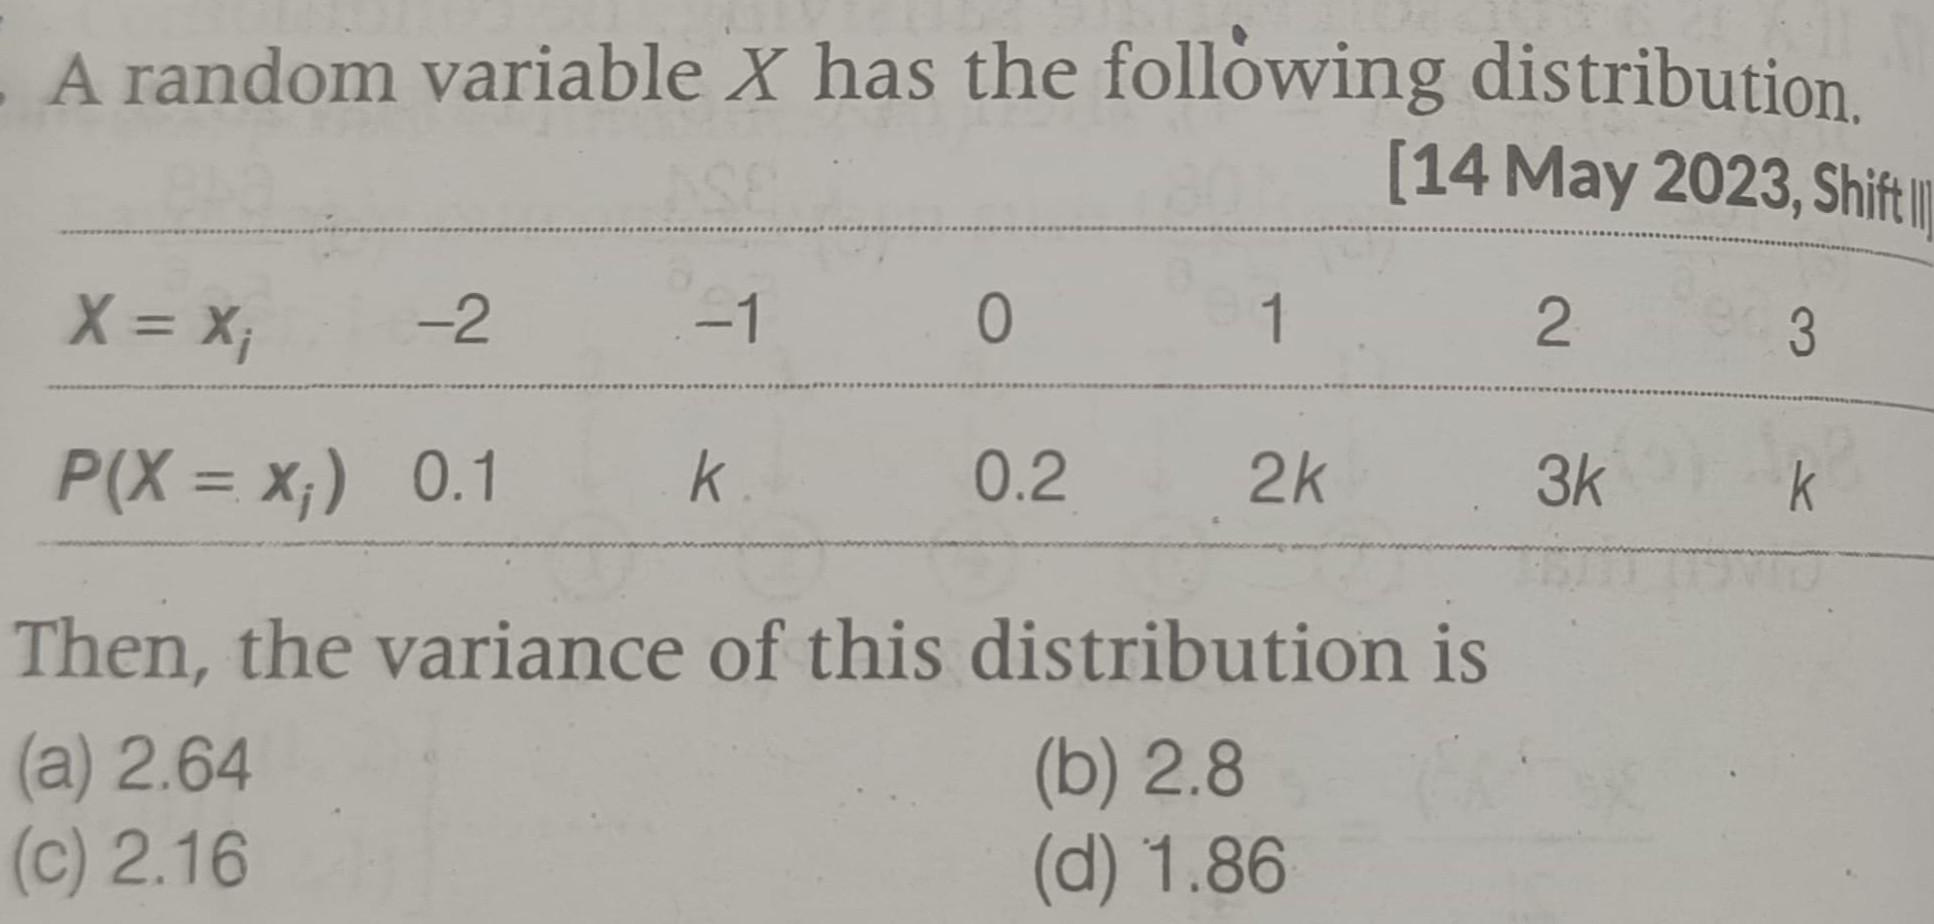 A random variable X has the following distribution.
[14 May 2023, Shift II]
X = xᵢ -2 -1 0 1 2 3
P(X = xᵢ) 0.1 k 0.2 2k 3k k
Then, the variance of this distribution is
(a) 2.64 (b) 2.8
(c) 2.16 (d) 1.86